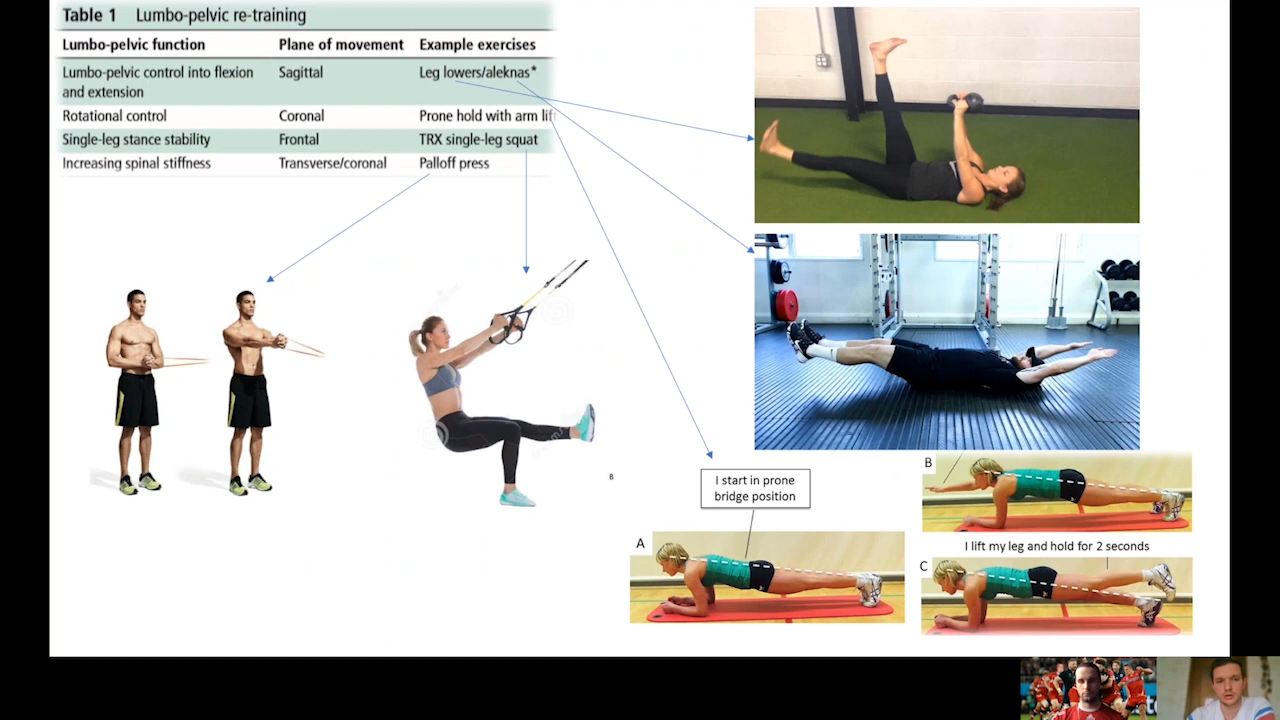 Table 1 Lumbo-pelvic re-training
Lumbo-pelvic function Plane of movement Example exercises
Lumbo-pelvic control into flexion and extension Sagittal Leg lowers/aleknas*
Rotational control Coronal Prone hold with arm lif
Single-leg stance stability Frontal TRX single-leg squat
Increasing spinal stiffness Transverse/coronal Palloff press
B
I start in prone
bridge position
A
B
I lift my leg and hold for 2 seconds
C